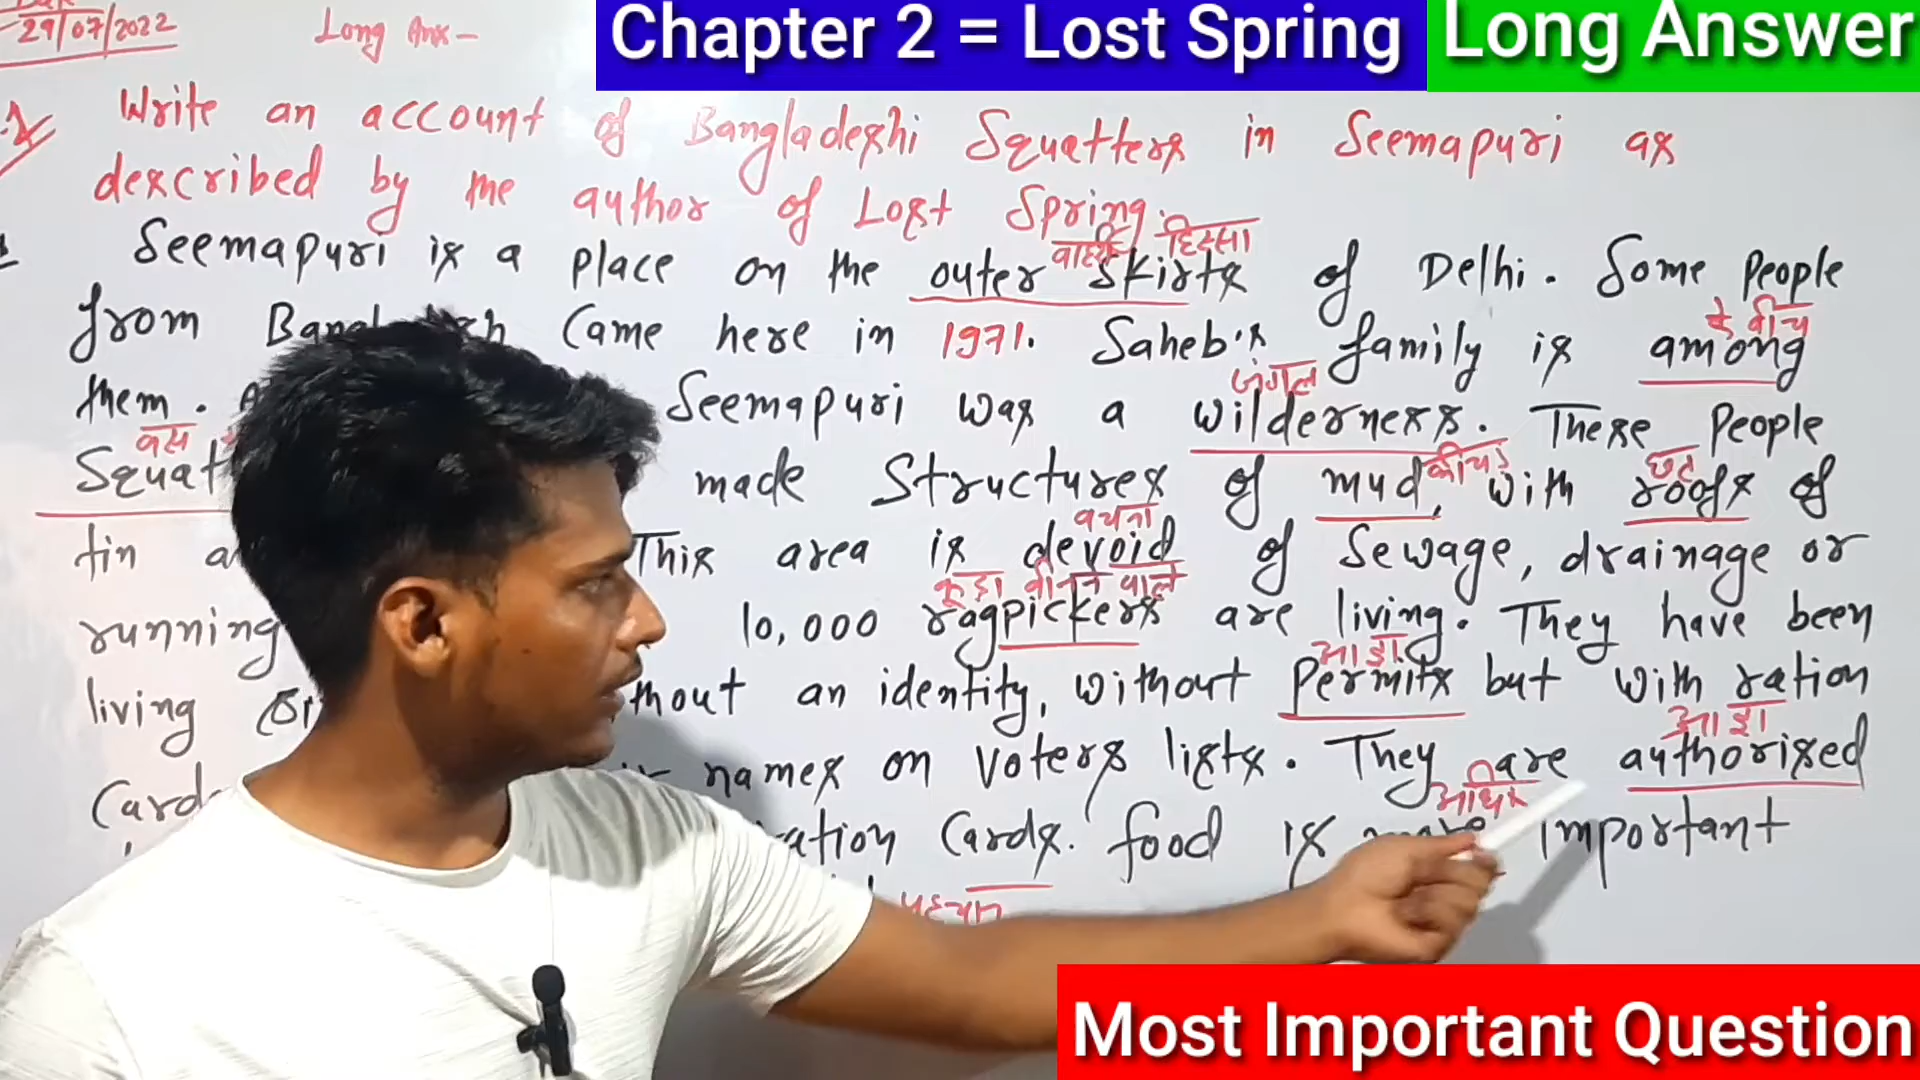 Chapter 2 = Lost Spring Long Answer
29/07/2022 Long Ans-
Write an account of Bangladeshi Squatters in Seemapuri as
described by the author of Lost Spring.
बाह्य हिस्सा
Seemapuri is a place on the outer skirts of Delhi. Some People
के बीच
from came here in 1971. Saheb's family is among
जंगल
them. Seemapuri was a wilderness. These People
बस कीचड़ छत
Squat made Structures of mud, with roofs of
वंचित
tin This area is devoid of Sewage, drainage or
कूड़ा बीनने वाले
running 10,000 ragpickers are living. They have been
आज्ञा
living an identity, without Permits but with ration
आज्ञा
Card names on voters lists. They are authorised
अधिक
Cards. food is more important
पहचान
Most Important Question